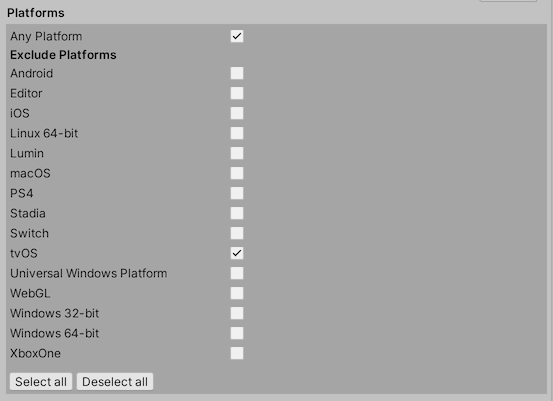 Platforms
Any Platform
Exclude Platforms
Android
Editor
iOS
Linux 64-bit
Lumin
macOS
PS4
Stadia
Switch
tvOS
Universal Windows Platform
WebGL
Windows 32-bit
Windows 64-bit
XboxOne
Select all Deselect all